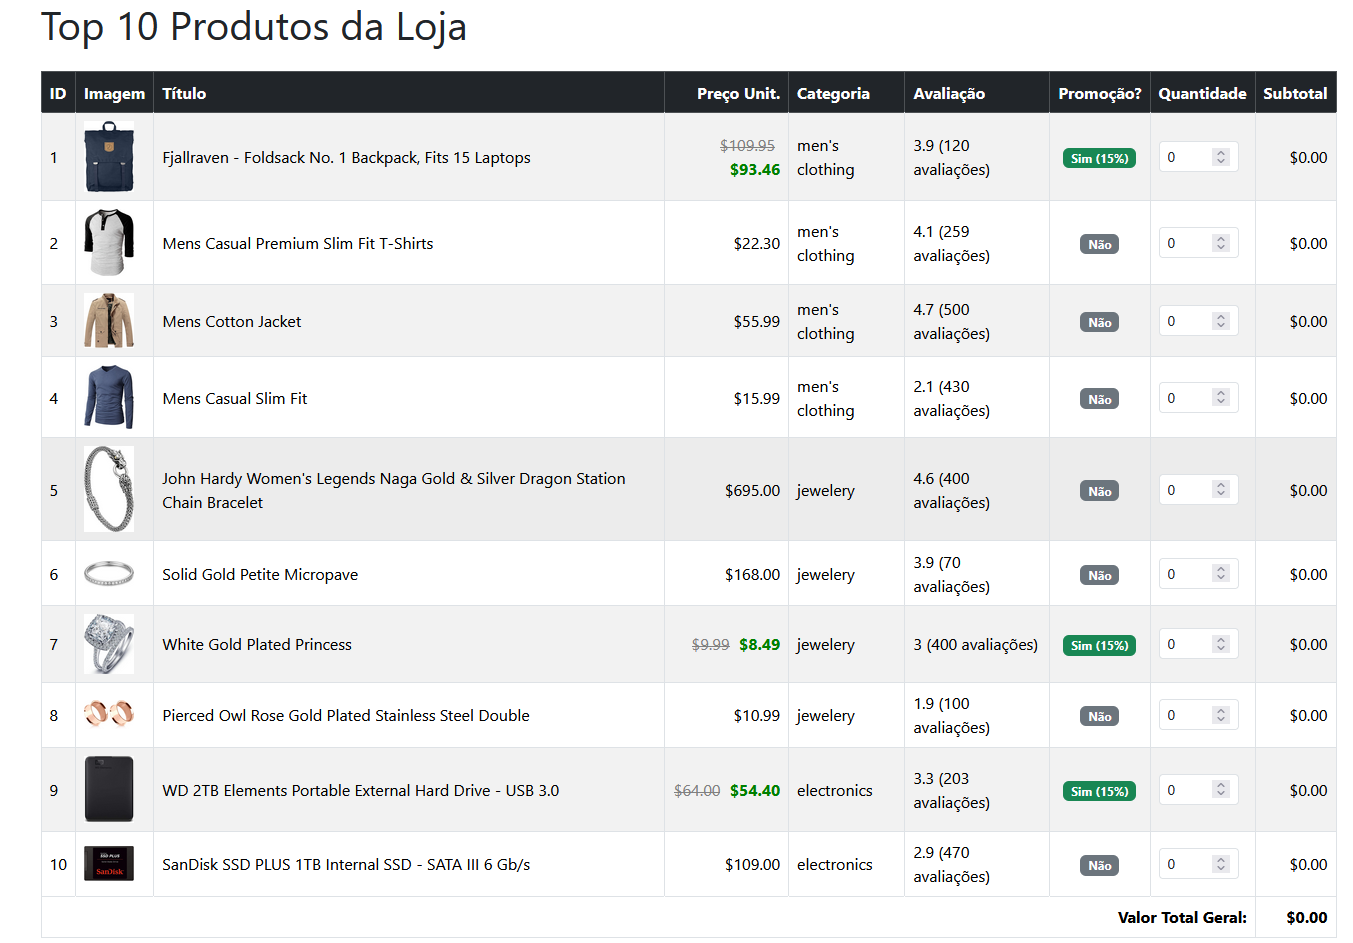 Top 10 Produtos da Loja
ID Imagem Título Preço Unit. Categoria Avaliação Promoção? Quantidade Subtotal
1 Fjallraven - Foldsack No. 1 Backpack, Fits 15 Laptops $109.95 $93.46 men's clothing 3.9 (120 avaliações) Sim (15%) 0 $0.00
2 Mens Casual Premium Slim Fit T-Shirts $22.30 men's clothing 4.1 (259 avaliações) Não 0 $0.00
3 Mens Cotton Jacket $55.99 men's clothing 4.7 (500 avaliações) Não 0 $0.00
4 Mens Casual Slim Fit $15.99 men's clothing 2.1 (430 avaliações) Não 0 $0.00
5 John Hardy Women's Legends Naga Gold & Silver Dragon Station Chain Bracelet $695.00 jewelery 4.6 (400 avaliações) Não 0 $0.00
6 Solid Gold Petite Micropave $168.00 jewelery 3.9 (70 avaliações) Não 0 $0.00
7 White Gold Plated Princess $9.99 $8.49 jewelery 3 (400 avaliações) Sim (15%) 0 $0.00
8 Pierced Owl Rose Gold Plated Stainless Steel Double $10.99 jewelery 1.9 (100 avaliações) Não 0 $0.00
9 WD 2TB Elements Portable External Hard Drive - USB 3.0 $64.00 $54.40 electronics 3.3 (203 avaliações) Sim (15%) 0 $0.00
10 SSD PLUS SanDisk SanDisk SSD PLUS 1TB Internal SSD - SATA III 6 Gb/s $109.00 electronics 2.9 (470 avaliações) Não 0 $0.00
Valor Total Geral: $0.00